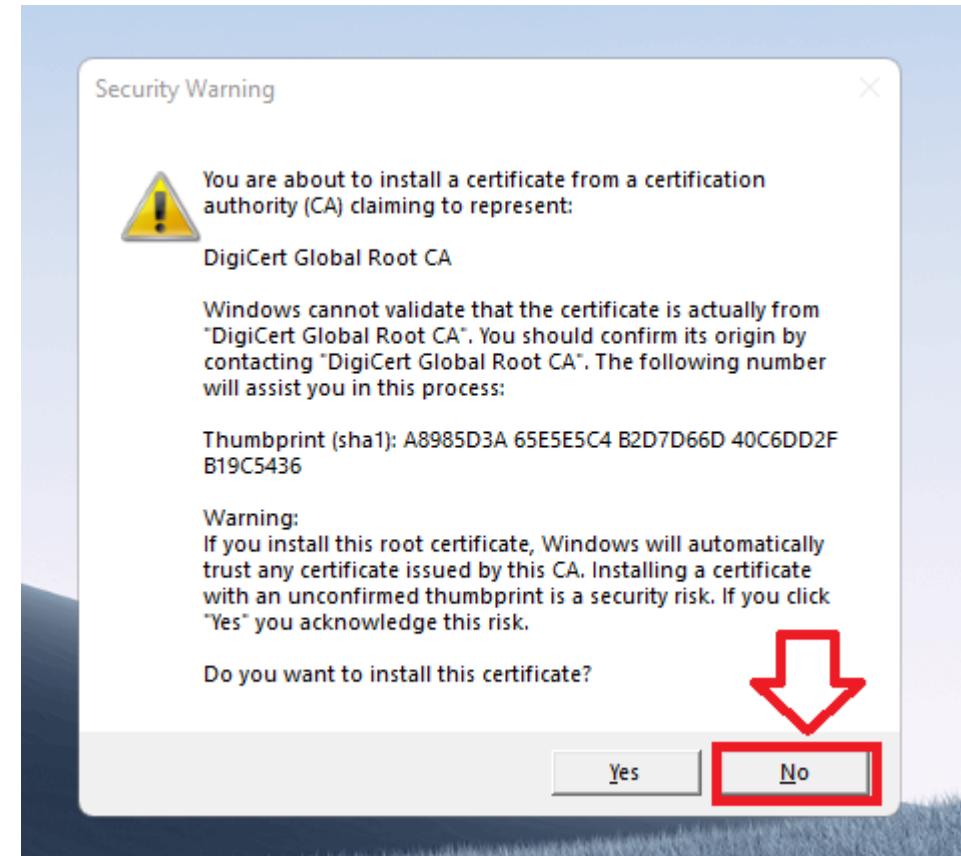 Security Warning
You are about to install a certificate from a certification
authority (CA) claiming to represent:
DigiCert Global Root CA
Windows cannot validate that the certificate is actually from
"DigiCert Global Root CA". You should confirm its origin by
contacting "DigiCert Global Root CA". The following number
will assist you in this process:
Thumbprint (sha1): A8985D3A 65E5E5C4 B2D7D66D 40C6DD2F
B19C5436
Warning:
If you install this root certificate, Windows will automatically
trust any certificate issued by this CA. Installing a certificate
with an unconfirmed thumbprint is a security risk. If you click
"Yes" you acknowledge this risk.
Do you want to install this certificate?
Yes
No